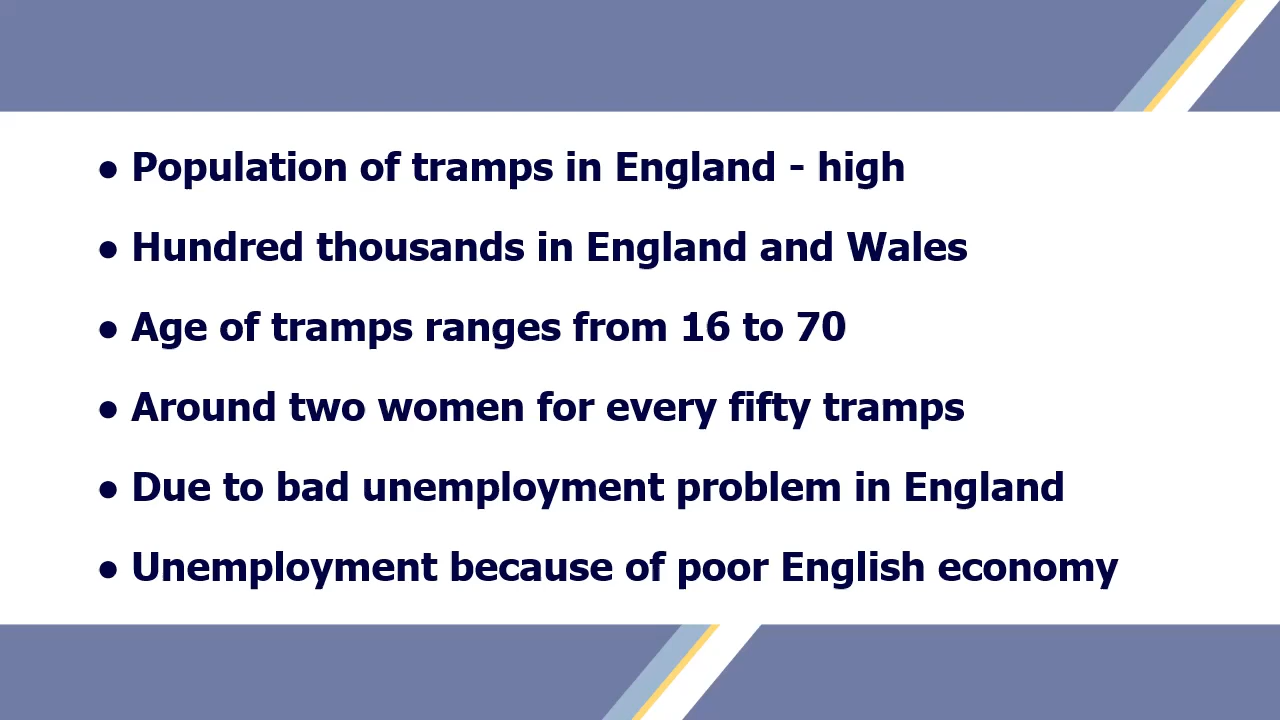 ● Population of tramps in England - high
● Hundred thousands in England and Wales
● Age of tramps ranges from 16 to 70
● Around two women for every fifty tramps
● Due to bad unemployment problem in England
● Unemployment because of poor English economy